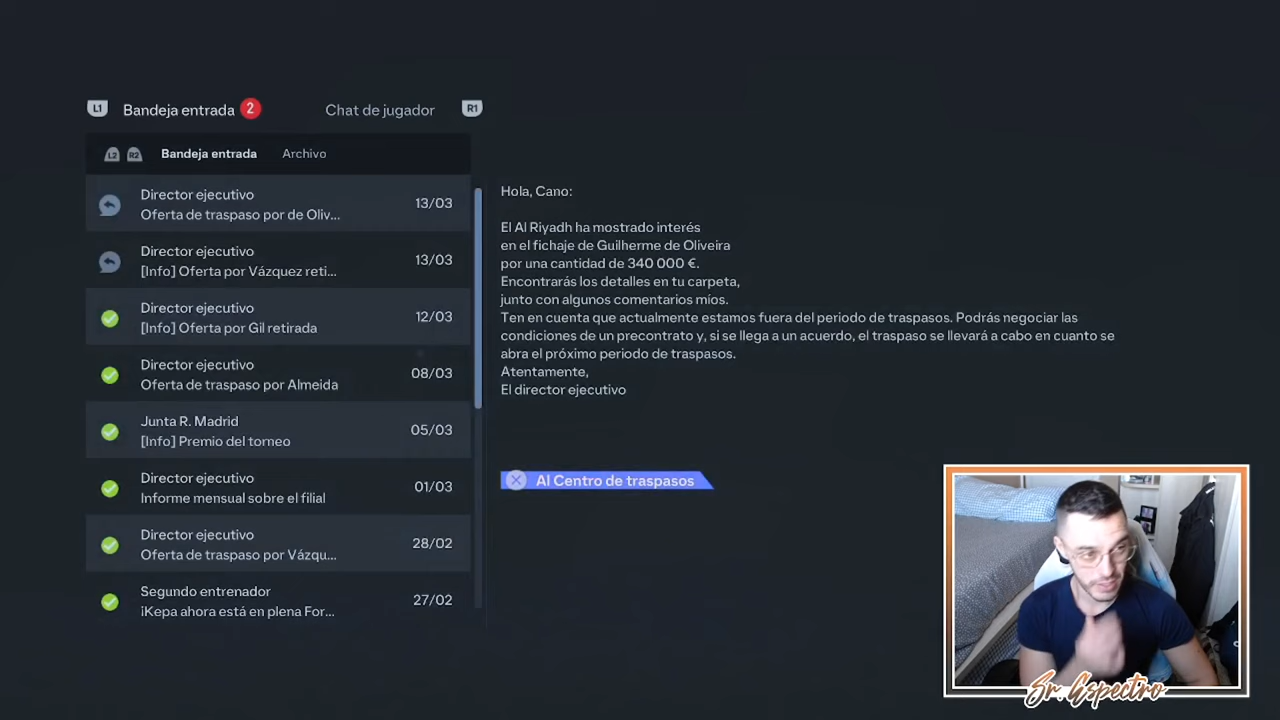 L1 Bandeja entrada 2 Chat de jugador R1
L2 R2 Bandeja entrada Archivo
Director ejecutivo
Oferta de traspaso por de Oliv... 13/03
Director ejecutivo
[Info] Oferta por Vázquez reti... 13/03
Director ejecutivo
[Info] Oferta por Gil retirada 12/03
Director ejecutivo
Oferta de traspaso por Almeida 08/03
Junta R. Madrid
[Info] Premio del torneo 05/03
Director ejecutivo
Informe mensual sobre el filial 01/03
Director ejecutivo
Oferta de traspaso por Vázqu... 28/02
Segundo entrenador
¡Kepa ahora está en plena For... 27/02
Hola, Cano:
El Al Riyadh ha mostrado interés
en el fichaje de Guilherme de Oliveira
por una cantidad de 340 000 €.
Encontrarás los detalles en tu carpeta,
junto con algunos comentarios míos.
Ten en cuenta que actualmente estamos fuera del periodo de traspasos. Podrás negociar las
condiciones de un precontrato y, si se llega a un acuerdo, el traspaso se llevará a cabo en cuanto se
abra el próximo periodo de traspasos.
Atentamente,
El director ejecutivo
Al Centro de traspasos
Sr. Espectro